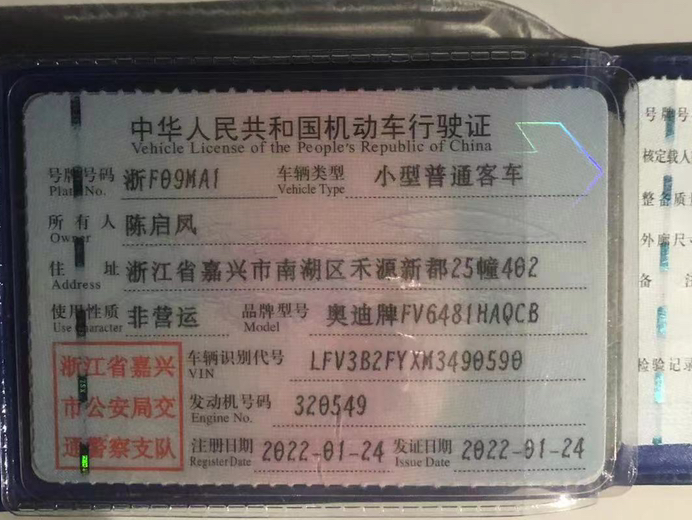 中华人民共和国机动车行驶证
Vehicle License of the People's Republic of China
号牌号码 浙F09MA1 车辆类型 小型普通客车
Plate No. Vehicle Type
所有人 陈启凤
Owner
住址 浙江省嘉兴市南湖区禾源新都25幢402
Address
使用性质 非营运 品牌型号 奥迪牌FV6481HAQCB
Use Character Model
浙江省嘉兴
市公安局交
通警察支队
车辆识别代号 LFV3B2FYXM3490590
VIN
发动机号码 320549
Engine No.
注册日期 2022-01-24 发证日期 2022-01-24
Register Date Issue Date
号牌号
核定载人
整备质
外廓尺
备注
检验记录